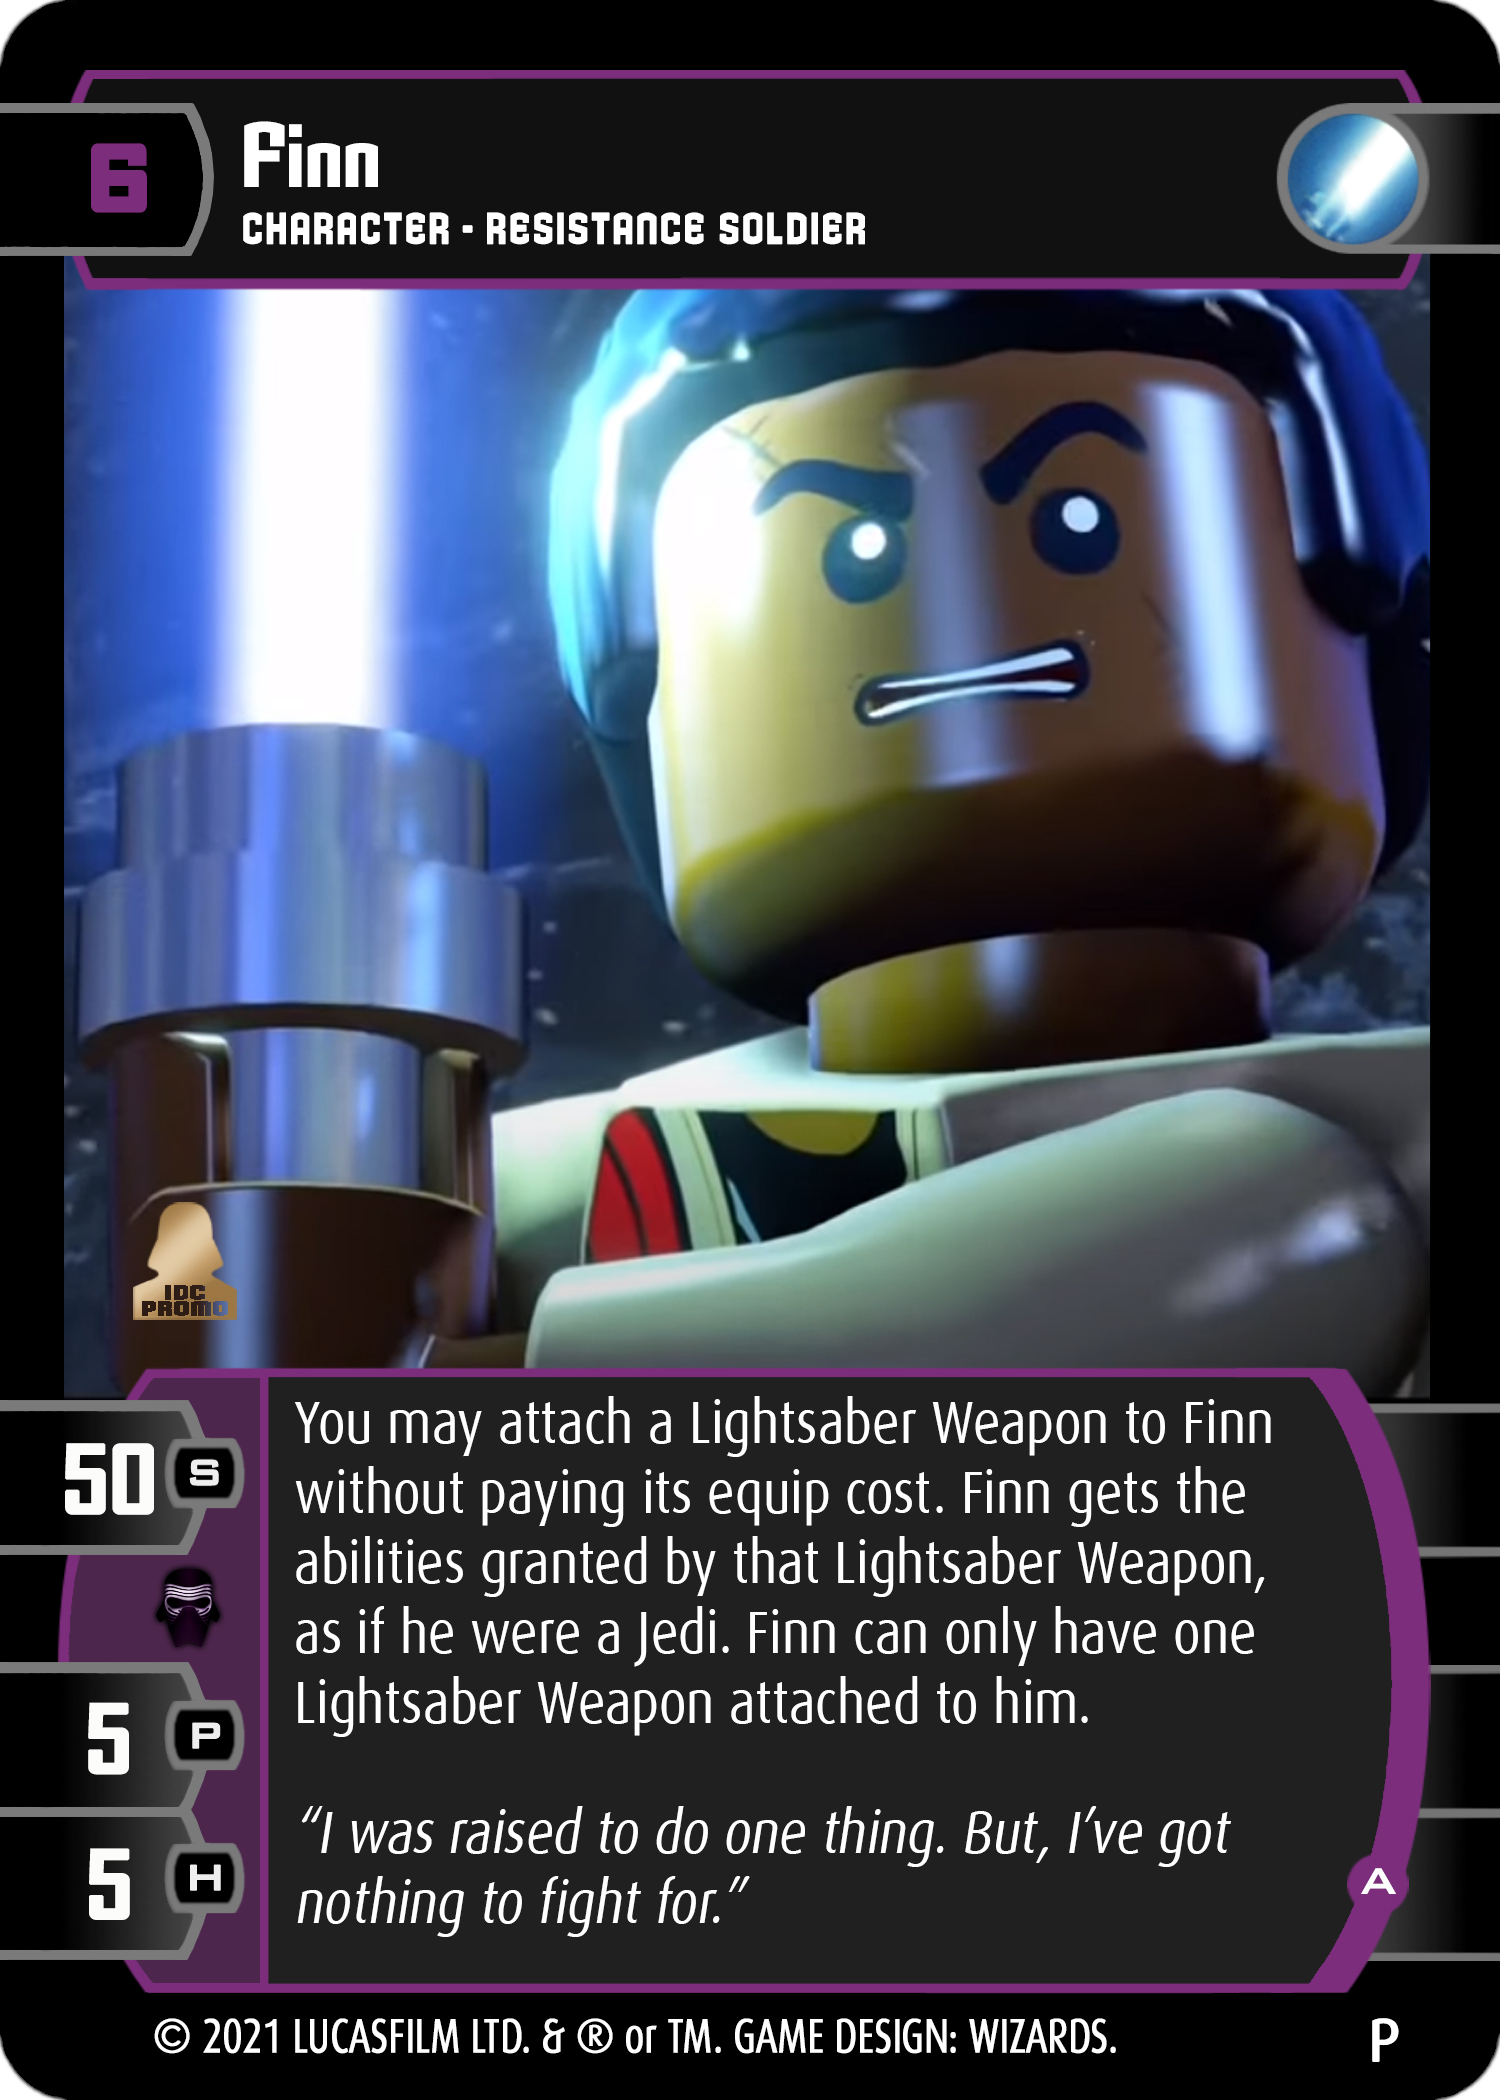 6
Finn
CHARACTER - RESISTANCE SOLDIER
IDC
PROMO
50 S
5 P
5 H
You may attach a Lightsaber Weapon to Finn
without paying its equip cost. Finn gets the
abilities granted by that Lightsaber Weapon,
as if he were a Jedi. Finn can only have one
Lightsaber Weapon attached to him.
“I was raised to do one thing. But, I’ve got
nothing to fight for.”
A
© 2021 LUCASFILM LTD. & ® or TM. GAME DESIGN: WIZARDS.
P